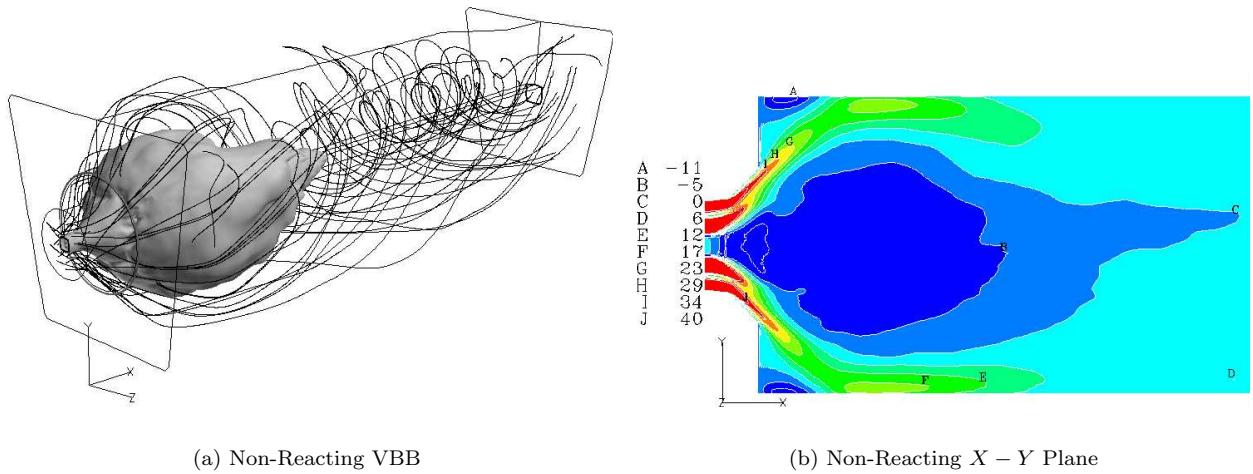 Y
X
Z
(a) Non-Reacting VBB
A
H
G
A -11
B -5
C 0
D 6
E 12
F 17
G 23
H 29
I 34
J 40
C
B
F
E
D
Y
Z
X
(b) Non-Reacting X − Y Plane